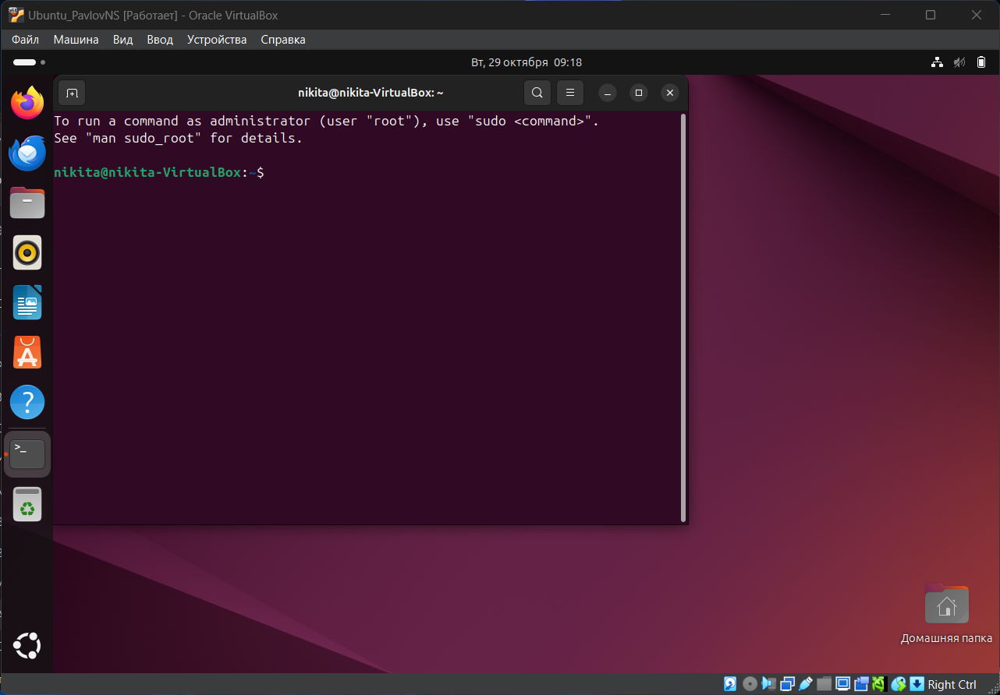 Ubuntu_PavlovNS [Работает] - Oracle VirtualBox
Файл Машина Вид Ввод Устройства Справка
Вт, 29 октября 09:18
nikita@nikita-VirtualBox: ~
To run a command as administrator (user "root"), use "sudo <command>".
See "man sudo_root" for details.
nikita@nikita-VirtualBox:~$
Домашняя папка
Right Ctrl